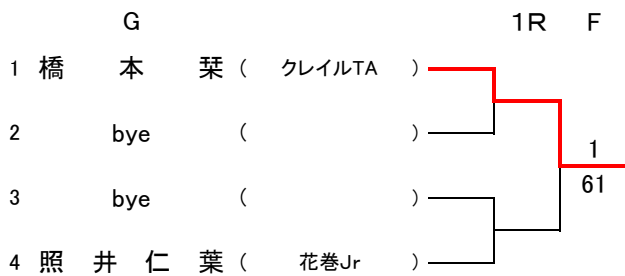 G 1R F
1 橋本 栞 ( クレイルTA )
2 bye ( )
1
61
3 bye ( )
4 照井仁葉 ( 花巻Jr )